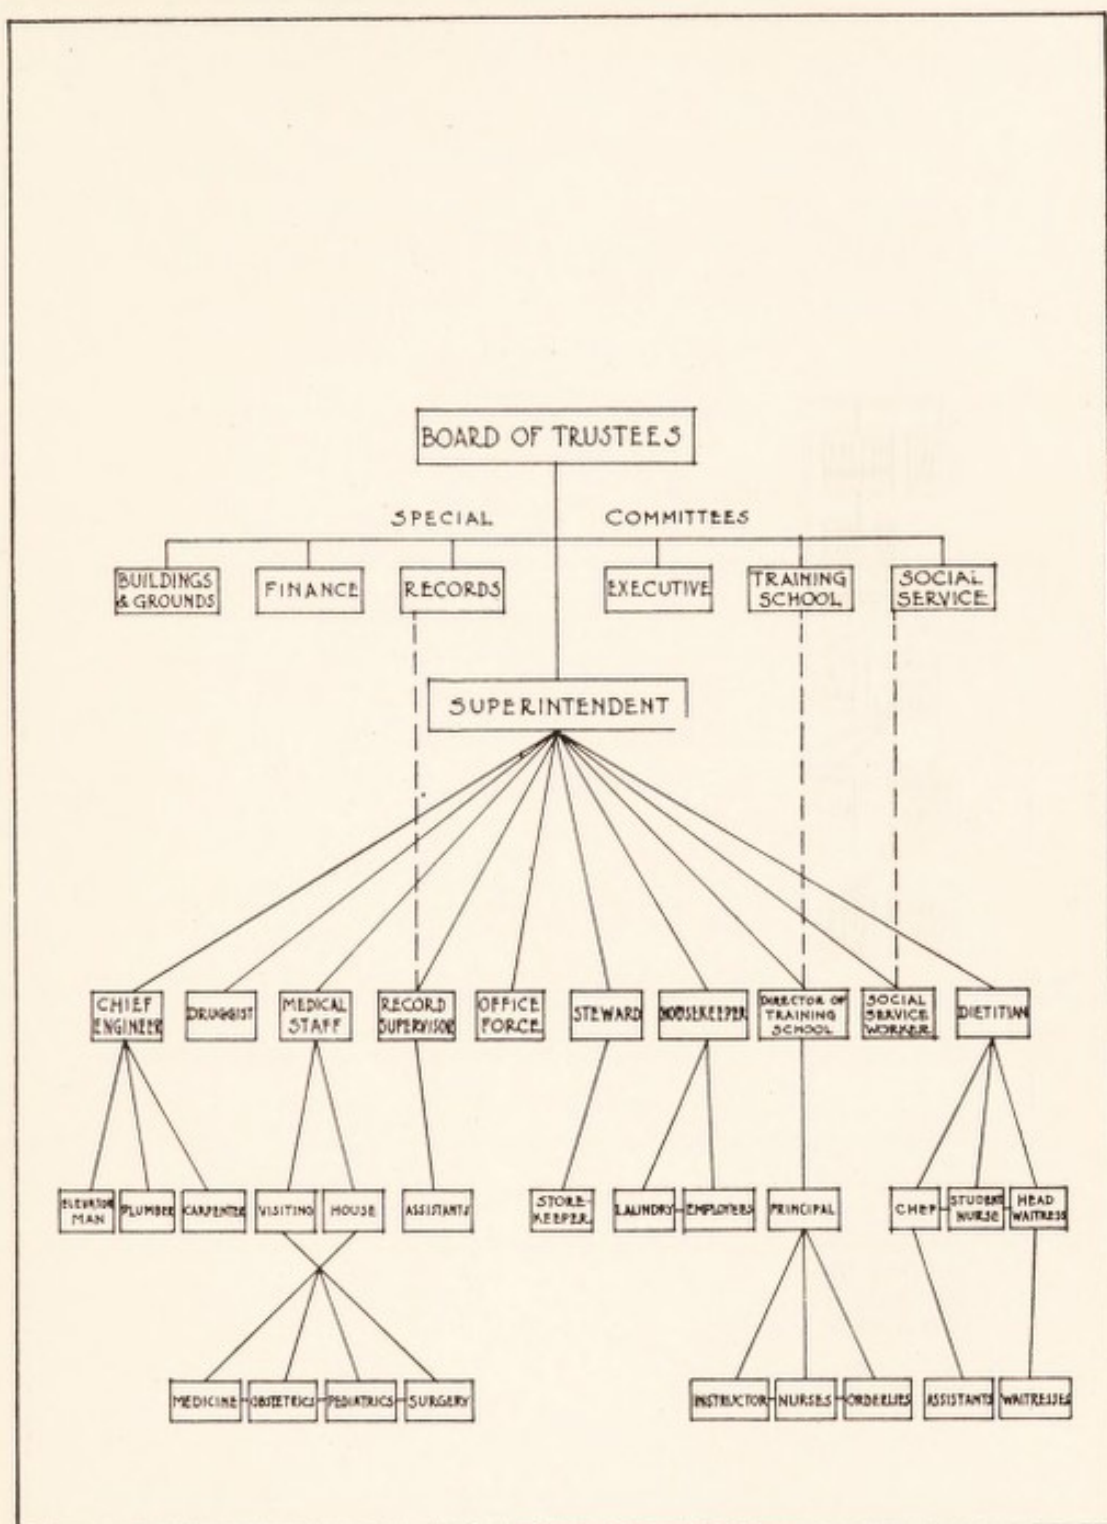 BOARD OF TRUSTEES
SPECIAL COMMITTEES
BUILDINGS
& GROUNDS
FINANCE
RECORDS
EXECUTIVE
TRAINING
SCHOOL
SOCIAL
SERVICE
SUPERINTENDENT
CHIEF
ENGINEER
DRUGGIST
MEDICAL
STAFF
RECORD
SUPERVISOR
OFFICE
FORCE
STEWARD
HOUSEKEEPER
DIRECTOR OF
TRAINING
SCHOOL
SOCIAL
SERVICE
WORKER
DIETITIAN
ELEVATOR
MAN
PLUMBER
CARPENTER
VISITING
HOUSE
ASSISTANTS
STORE-
KEEPER
LAUNDRY
EMPLOYEES
PRINCIPAL
CHEF
STUDENT
NURSE
HEAD
WAITRESS
MEDICINE
OBSTETRICS
PEDIATRICS
SURGERY
INSTRUCTOR
NURSES
ORDERLIES
ASSISTANTS
WAITRESSES